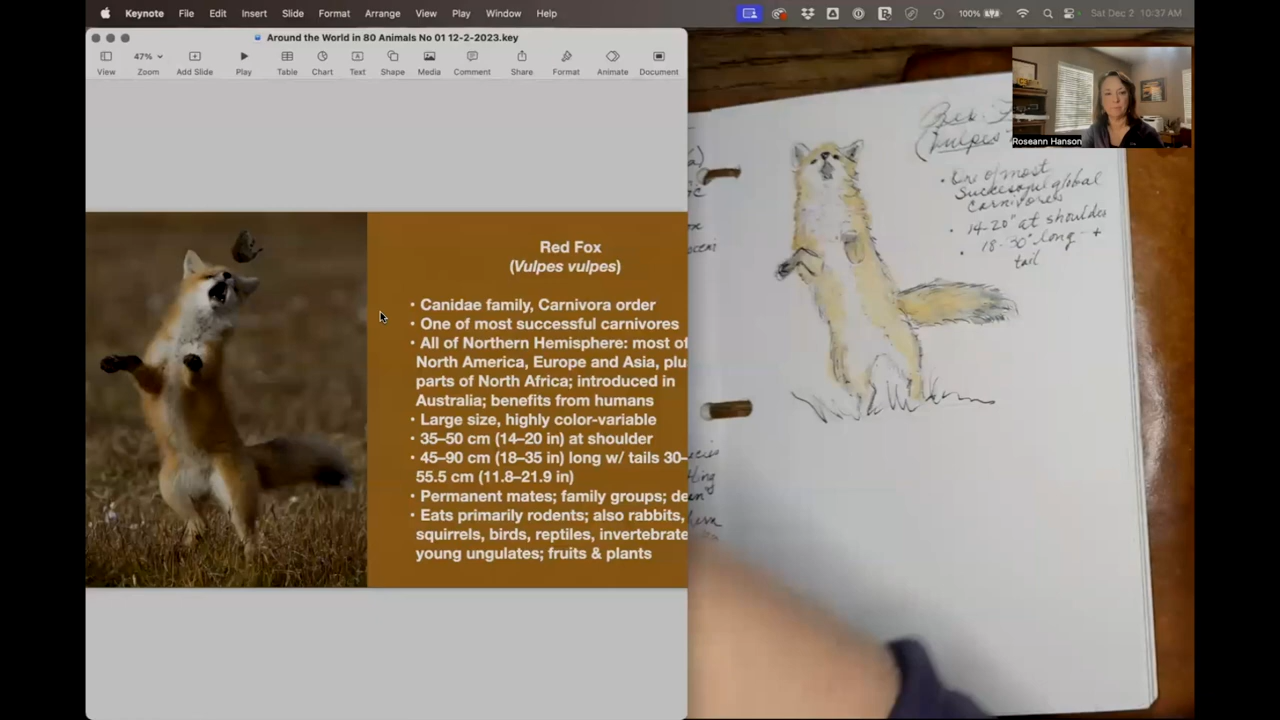 Keynote File Edit Insert Slide Format Arrange View Play Window Help 100% Sat Dec 2 10:37 AM
Around the World in 80 Animals No 01 12-2-2023.key
47%
View Zoom Add Slide Play Table Chart Text Shape Media Comment Share Format Animate Document
Roseann Hanson
Red Fox
(Vulpes vulpes)
• Canidae family, Carnivora order
• One of most successful carnivores
• All of Northern Hemisphere: most of
North America, Europe and Asia, plu
parts of North Africa; introduced in
Australia; benefits from humans
• Large size, highly color-variable
• 35–50 cm (14–20 in) at shoulder
• 45–90 cm (18–35 in) long w/ tails 30–
55.5 cm (11.8–21.9 in)
• Permanent mates; family groups; de
• Eats primarily rodents; also rabbits,
squirrels, birds, reptiles, invertebrate
young ungulates; fruits & plants
(Vulpes
• One of most
successful global
carnivores
• 14-20" at shoulder
18-30" long +
tail